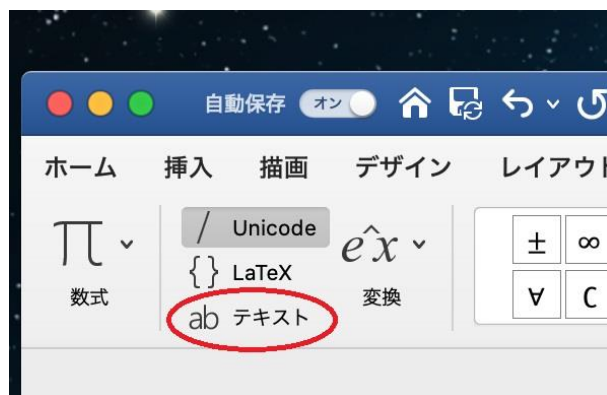 自動保存 オン
ホーム 挿入 描画 デザイン レイアウト
Unicode
{} LaTeX
ab テキスト
数式
e^x
変換
± ∞
∀ C